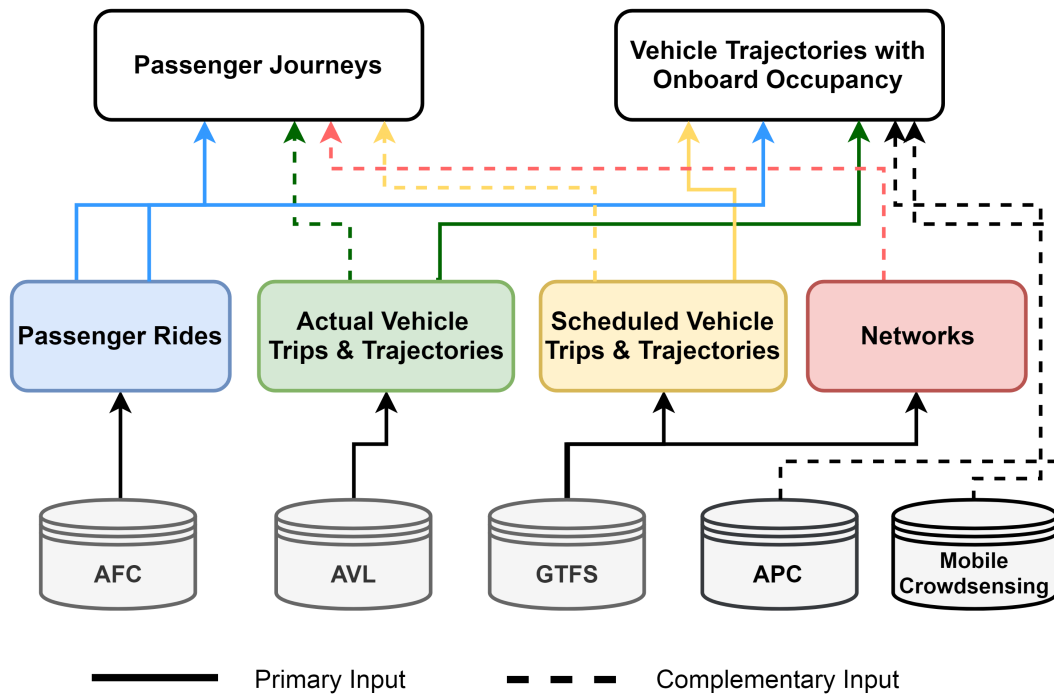 Passenger Journeys
Vehicle Trajectories with
Onboard Occupancy
Passenger Rides
Actual Vehicle
Trips & Trajectories
Scheduled Vehicle
Trips & Trajectories
Networks
AFC
AVL
GTFS
APC
Mobile
Crowdsensing
Primary Input
Complementary Input